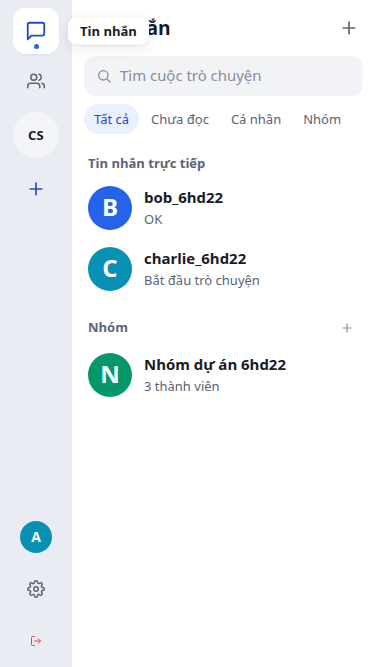 Tin nhắn
CS
Tìm cuộc trò chuyện
Tất cả
Chưa đọc
Cá nhân
Nhóm
Tin nhắn trực tiếp
B
bob_6hd22
OK
C
charlie_6hd22
Bắt đầu trò chuyện
Nhóm
N
Nhóm dự án 6hd22
3 thành viên
A